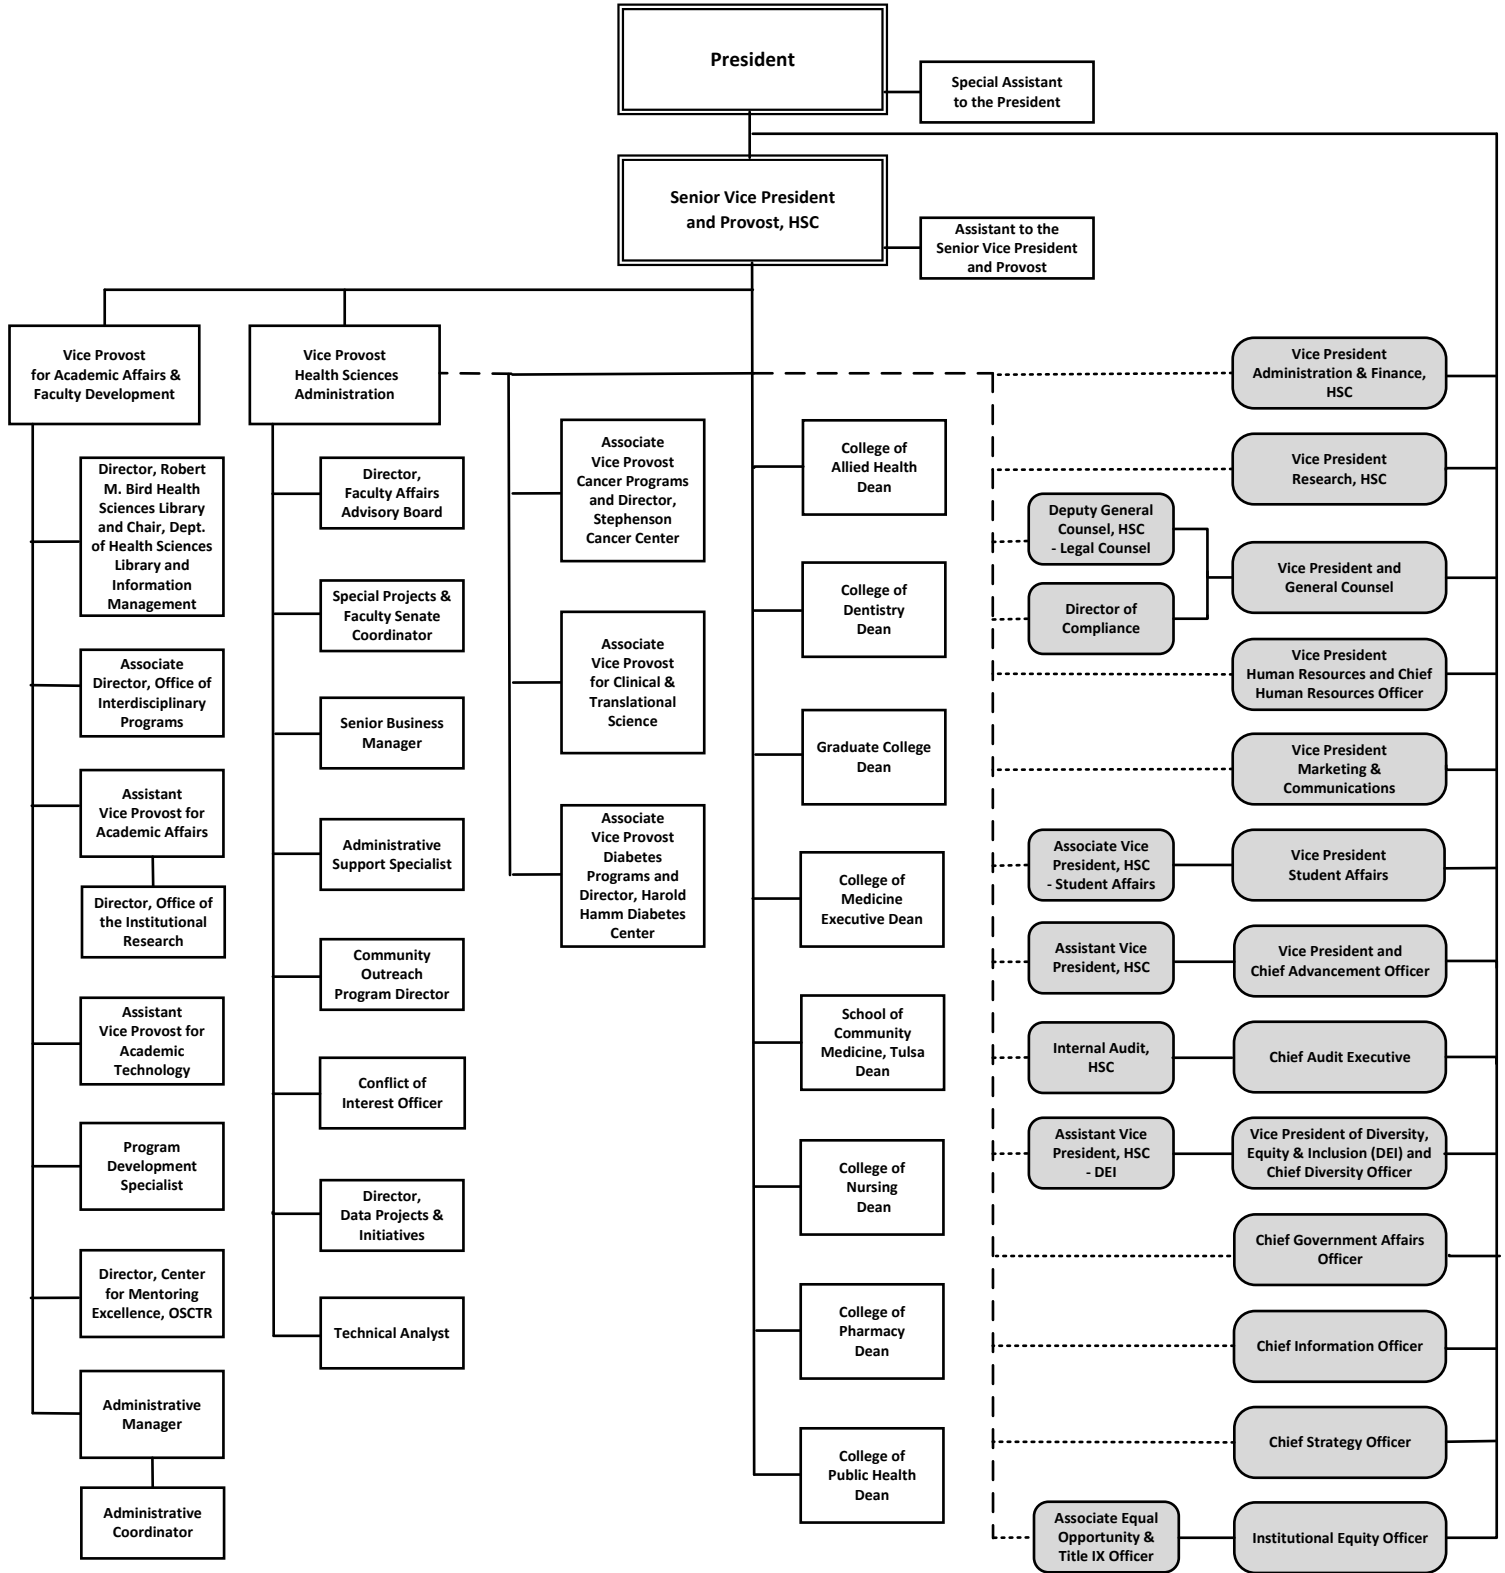 President
Special Assistant
to the President
Senior Vice President
and Provost, HSC
Assistant to the
Senior Vice President
and Provost
Vice Provost
for Academic Affairs &
Faculty Development
Director, Robert
M. Bird Health
Sciences Library
and Chair, Dept.
of Health Sciences
Library and
Information
Management
Associate
Director, Office of
Interdisciplinary
Programs
Assistant
Vice Provost for
Academic Affairs
Director, Office of
the Institutional
Research
Assistant
Vice Provost for
Academic
Technology
Program
Development
Specialist
Director, Center
for Mentoring
Excellence, OSCTR
Administrative
Manager
Administrative
Coordinator
Vice Provost
Health Sciences
Administration
Director,
Faculty Affairs
Advisory Board
Special Projects &
Faculty Senate
Coordinator
Senior Business
Manager
Administrative
Support Specialist
Community
Outreach
Program Director
Conflict of
Interest Officer
Director,
Data Projects &
Initiatives
Technical Analyst
Associate
Vice Provost
Cancer Programs
and Director,
Stephenson
Cancer Center
Associate
Vice Provost
for Clinical &
Translational
Science
Associate
Vice Provost
Diabetes
Programs and
Director, Harold
Hamm Diabetes
Center
College of
Allied Health
Dean
College of
Dentistry
Dean
Graduate College
Dean
College of
Medicine
Executive Dean
School of
Community
Medicine, Tulsa
Dean
College of
Nursing
Dean
College of
Pharmacy
Dean
College of
Public Health
Dean
Vice President
Administration & Finance,
HSC
Vice President
Research, HSC
Deputy General
Counsel, HSC
- Legal Counsel
Director of
Compliance
Vice President and
General Counsel
Vice President
Human Resources and Chief
Human Resources Officer
Vice President
Marketing &
Communications
Associate Vice
President, HSC
- Student Affairs
Vice President
Student Affairs
Assistant Vice
President, HSC
Vice President and
Chief Advancement Officer
Internal Audit,
HSC
Chief Audit Executive
Assistant Vice
President, HSC
- DEI
Vice President of Diversity,
Equity & Inclusion (DEI) and
Chief Diversity Officer
Chief Government Affairs
Officer
Chief Information Officer
Chief Strategy Officer
Associate Equal
Opportunity &
Title IX Officer
Institutional Equity Officer